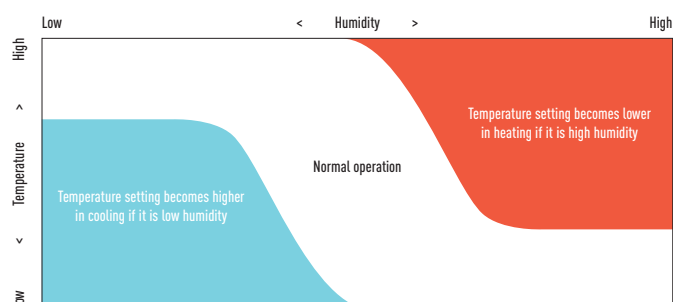 Low < Humidity > High
High
>
Temperature
<
Temperature setting becomes lower
in heating if it is high humidity
Normal operation
Temperature setting becomes higher
in cooling if it is low humidity